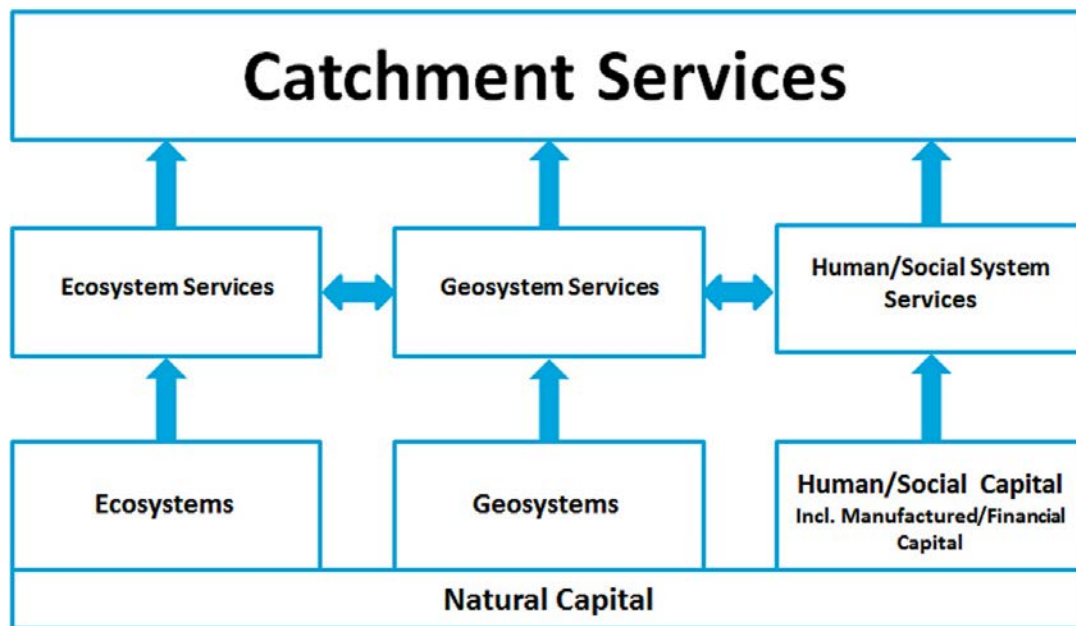 Catchment Services
Ecosystem Services
Geosystem Services
Human/Social System
Services
Ecosystems
Geosystems
Human/Social Capital
Incl. Manufactured/Financial
Capital
Natural Capital